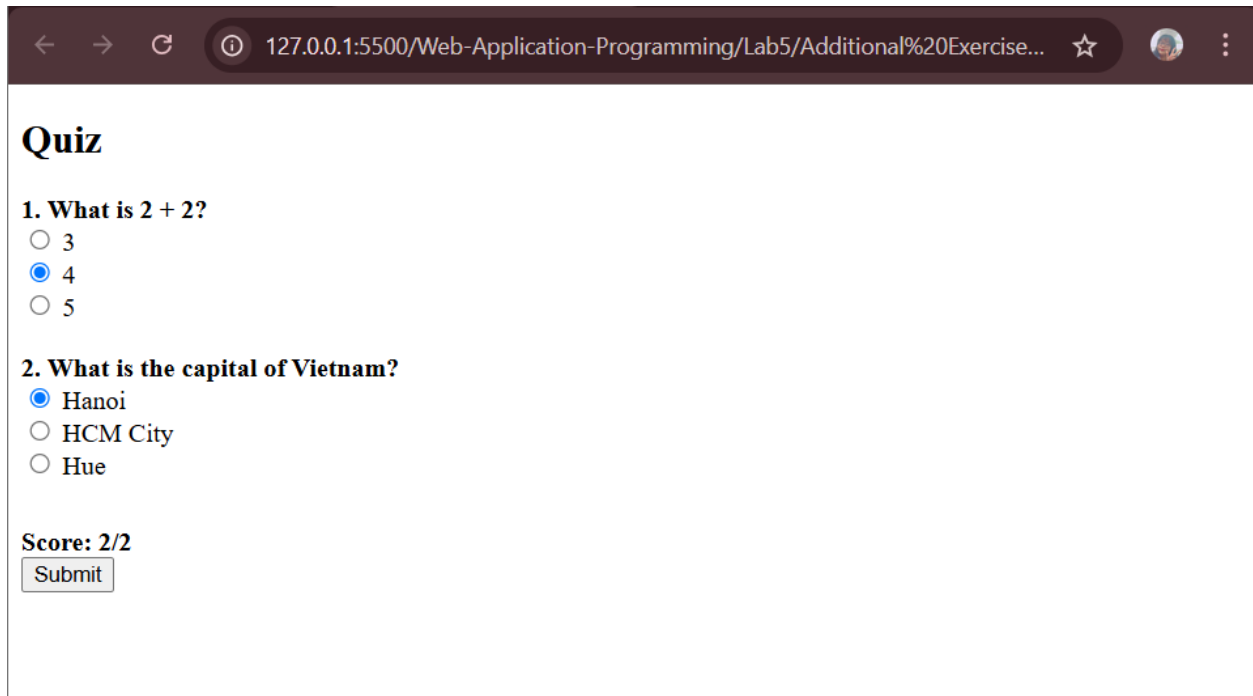 127.0.0.1:5500/Web-Application-Programming/Lab5/Additional%20Exercise...
Quiz
1. What is 2 + 2?
3
4
5
2. What is the capital of Vietnam?
Hanoi
HCM City
Hue
Score: 2/2
Submit